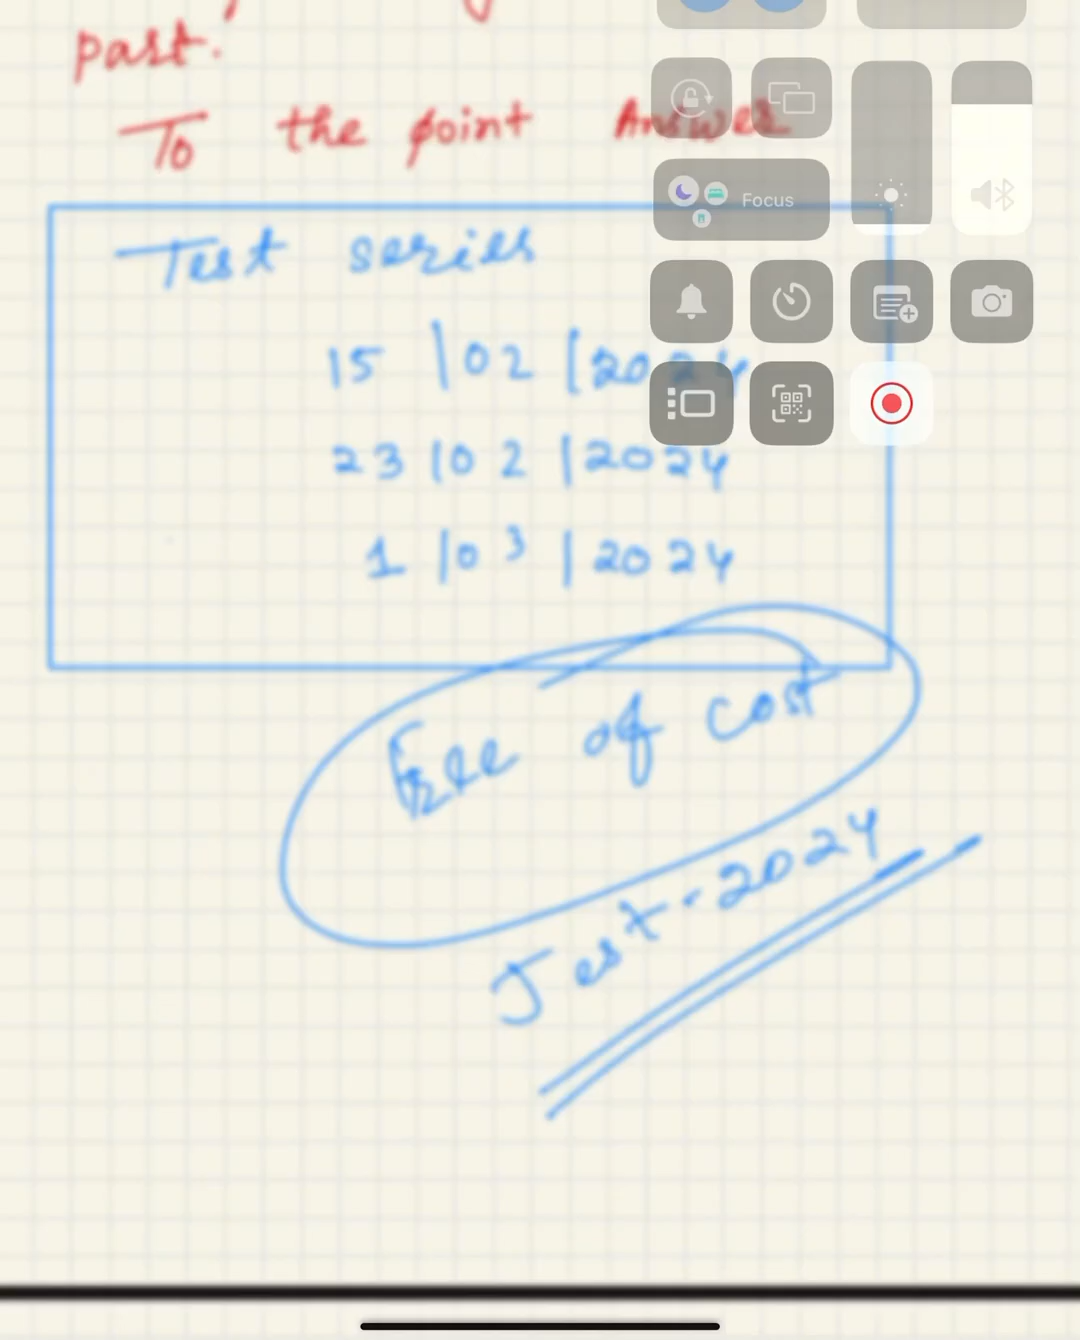 past.
To the point Answer
Focus
Test series
15 | 02 | 2024
23 | 02 | 2024
1 | 03 | 2024
Free of cost
Jest-2024